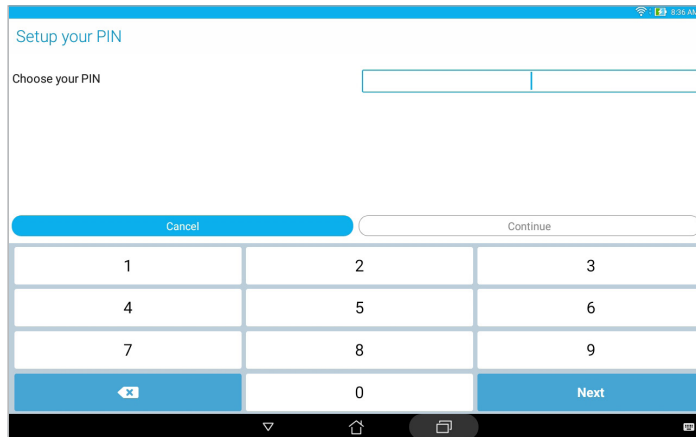 8:36 AM
Setup your PIN
Choose your PIN
Cancel
Continue
1 2 3
4 5 6
7 8 9
0 Next